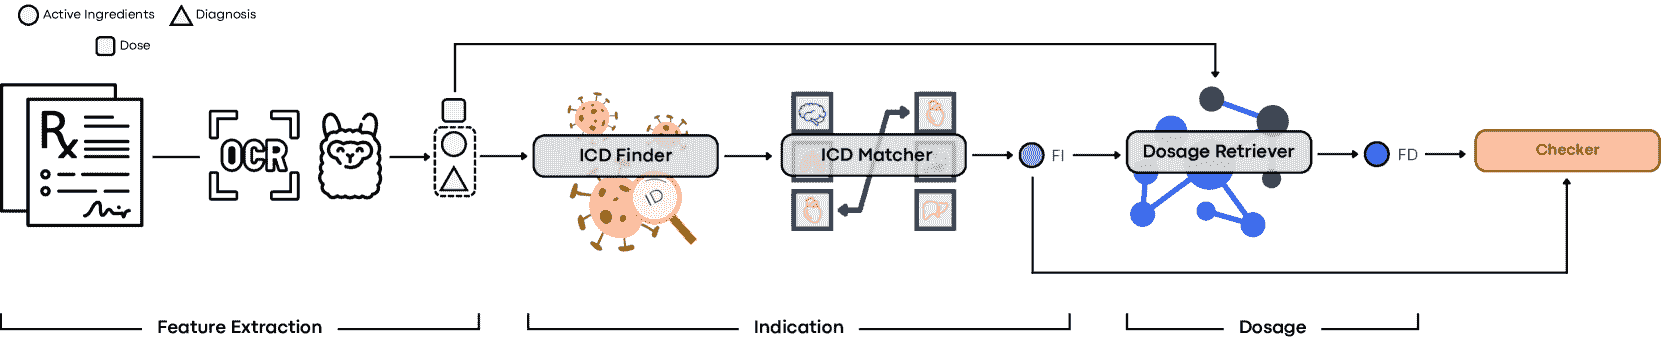 Active Ingredients
Diagnosis
Dose
Rx
OCR
ICD Finder
ID
ICD Matcher
FI
Dosage Retriever
FD
Checker
Feature Extraction
Indication
Dosage